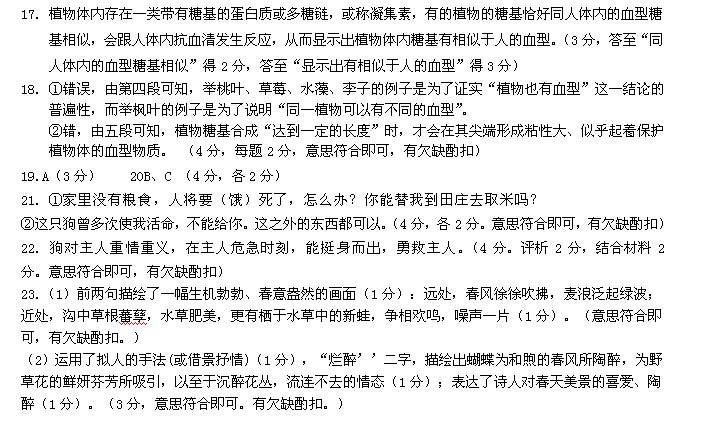 17. 植物体内存在一类带有糖基的蛋白质或多糖链，或称凝集素，有的植物的糖基恰好同人体内的血型糖
基相似，会跟人体内抗血清发生反应，从而显示出植物体内糖基有相似于人的血型。（3分，答至“同
人体内的血型糖基相似”得2分，答至“显示出有相似于人的血型”得3分）
18. ①错误，由第四段可知，举桃叶、草莓、水藻、李子的例子是为了证实“植物也有血型”这一结论的
普遍性，而举枫叶的例子是为了说明“同一植物可以有不同的血型”。
②错，由五段可知，植物糖基合成“达到一定的长度”时，才会在其尖端形成粘性大、似乎起着保护
植物体的血型物质。 （4分，每题2分，意思符合即可，有欠缺酌扣）
19.A（3分） 20B、C （4分，各2分）
21. ①家里没有粮食，人将要（饿）死了，怎么办？你能替我到田庄去取米吗？
②这只狗曾多次使我活命，不能给你。这之外的东西都可以。（4分，各2分。意思符合即可，有欠缺酌扣）
22. 狗对主人重情重义，在主人危急时刻，能挺身而出，勇救主人。（4分。评析2分，结合材料2
分。意思符合即可，有欠缺酌扣）
23.（1）前两句描绘了一幅生机勃勃、春意盎然的画面（1分）：远处，春风徐徐吹拂，麦浪泛起绿波；
近处，沟中草根蕃孳，水草肥美，更有栖于水草中的新蛙，争相欢鸣，噪声一片（1分）。（意思符合即
可，有欠缺酌扣。）
（2）运用了拟人的手法(或借景抒情)（1分），“烂醉’’二字，描绘出蝴蝶为和煦的春风所陶醉，为野
草花的鲜妍芬芳所吸引，以至于沉醉花丛，流连不去的情态（1分）；表达了诗人对春天美景的喜爱、陶
醉（1分）。（3分，意思符合即可。有欠缺酌扣。）